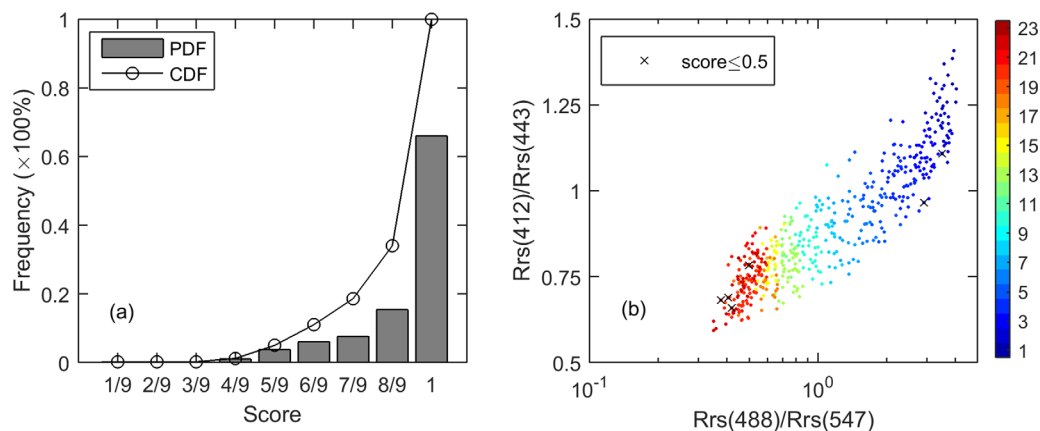 PDF
CDF
Frequency (×100%)
1
0.8
0.6
0.4
0.2
0
(a)
1/9 2/9 3/9 4/9 5/9 6/9 7/9 8/9 1
Score
score≤0.5
Rrs(412)/Rrs(443)
1.5
1.25
1
0.75
0.5
(b)
10⁻¹ 10⁰
Rrs(488)/Rrs(547)
23
21
19
17
15
13
11
9
7
5
3
1